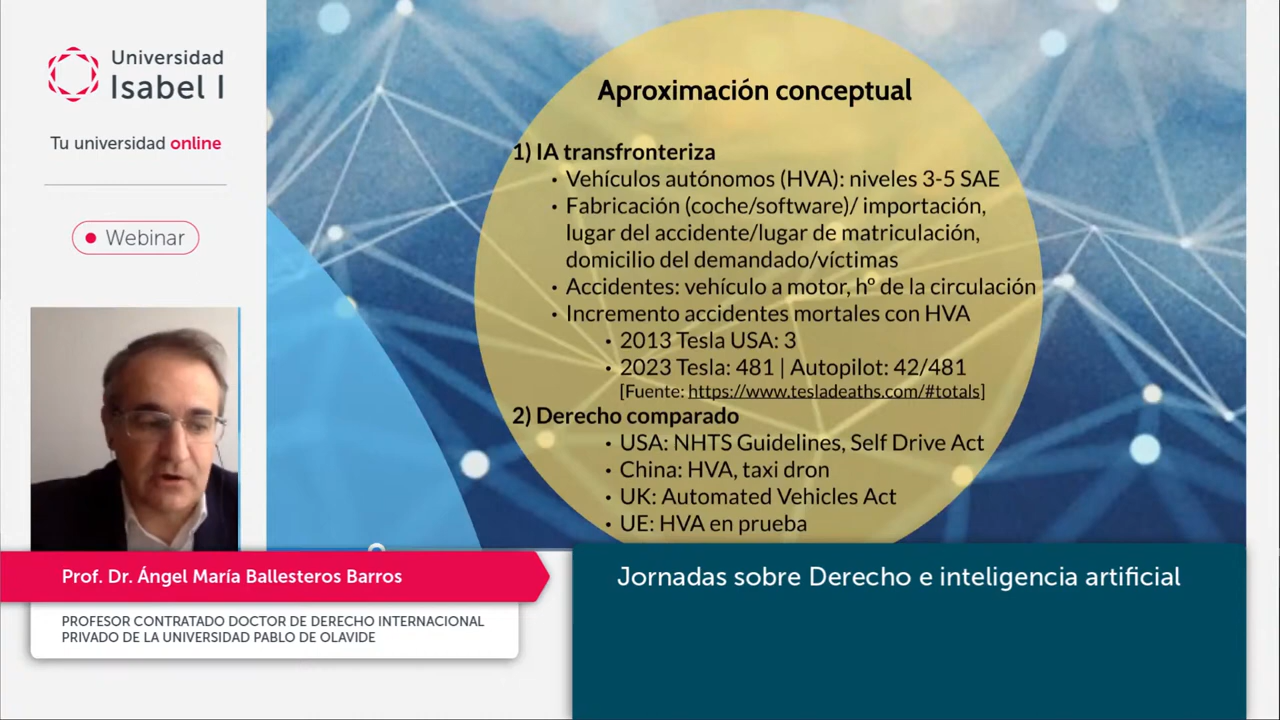 Universidad
Isabel I
Tu universidad online
Webinar
Aproximación conceptual
1) IA transfronteriza
• Vehículos autónomos (HVA): niveles 3-5 SAE
• Fabricación (coche/software)/ importación,
lugar del accidente/lugar de matriculación,
domicilio del demandado/víctimas
• Accidentes: vehículo a motor, hº de la circulación
• Incremento accidentes mortales con HVA
• 2013 Tesla USA: 3
• 2023 Tesla: 481 | Autopilot: 42/481
[Fuente: https://www.tesladeaths.com/#totals]
2) Derecho comparado
• USA: NHTS Guidelines, Self Drive Act
• China: HVA, taxi dron
• UK: Automated Vehicles Act
• UE: HVA en prueba
Prof. Dr. Ángel María Ballesteros Barros
PROFESOR CONTRATADO DOCTOR DE DERECHO INTERNACIONAL
PRIVADO DE LA UNIVERSIDAD PABLO DE OLAVIDE
Jornadas sobre Derecho e inteligencia artificial